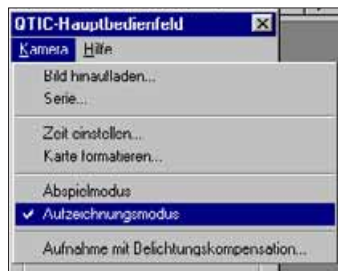 QTIC-Hauptbedienfeld
Kamera Hilfe
Bild hinaufladen...
Serie...
Zeit einstellen...
Karte formatieren...
Abspielmodus
Aufzeichnungsmodus
Aufnahme mit Belichtungskompensation...